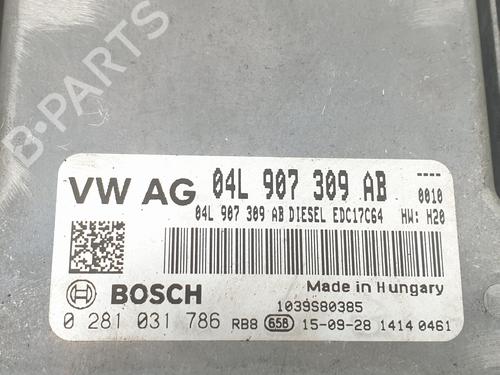 B-PARTS
VW AG 04L 907 309 AB ----
0010
04L 907 309 AB DIESEL EDC17C64 HW: H20
Made in Hungary
BOSCH 1039S80385
0 281 031 786 RB8 65B 15-09-28 1414 0461